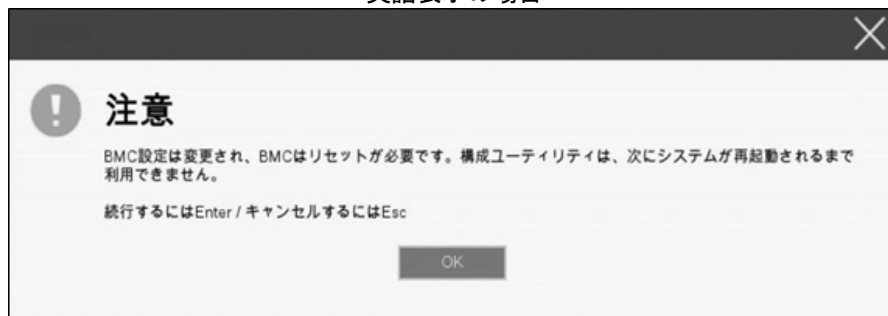 注意
BMC設定は変更され、BMCはリセットが必要です。構成ユーティリティは、次にシステムが再起動されるまで
利用できません。
続行するにはEnter / キャンセルするにはEsc
OK